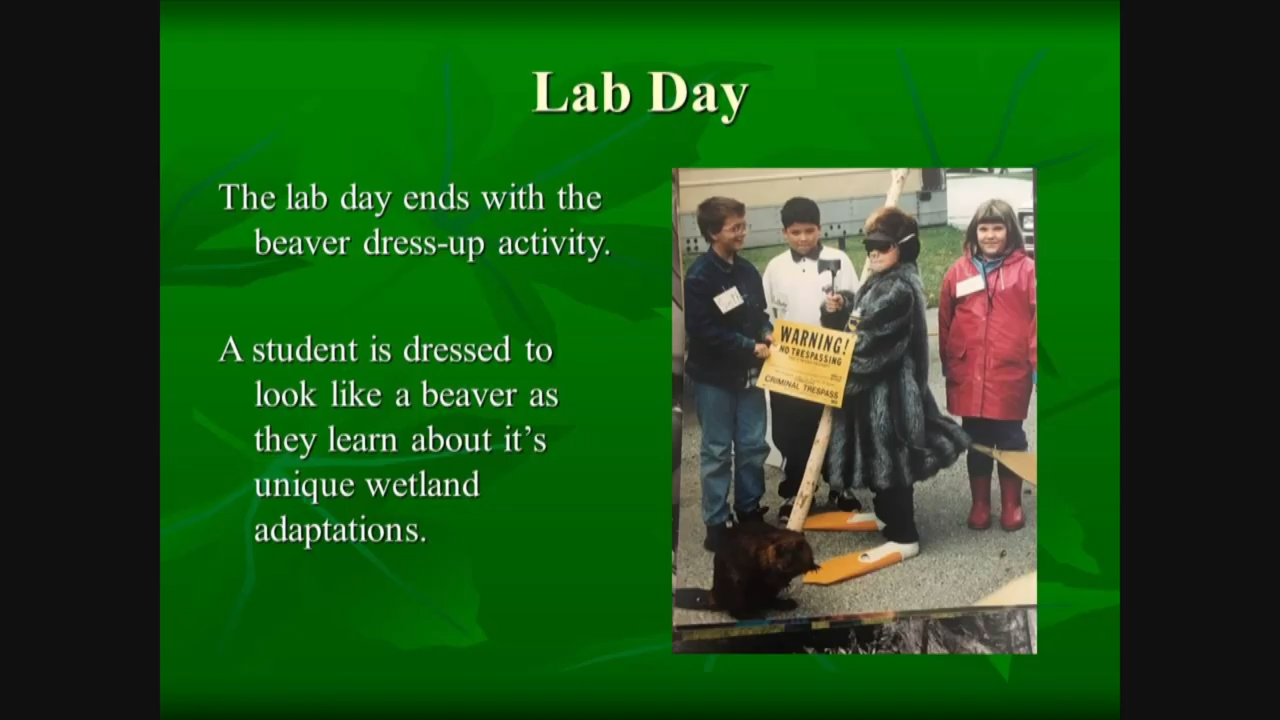 Lab Day
The lab day ends with the
beaver dress-up activity.
A student is dressed to
look like a beaver as
they learn about it’s
unique wetland
adaptations.
WARNING!
NO TRESPASSING
CRIMINAL TRESPASS